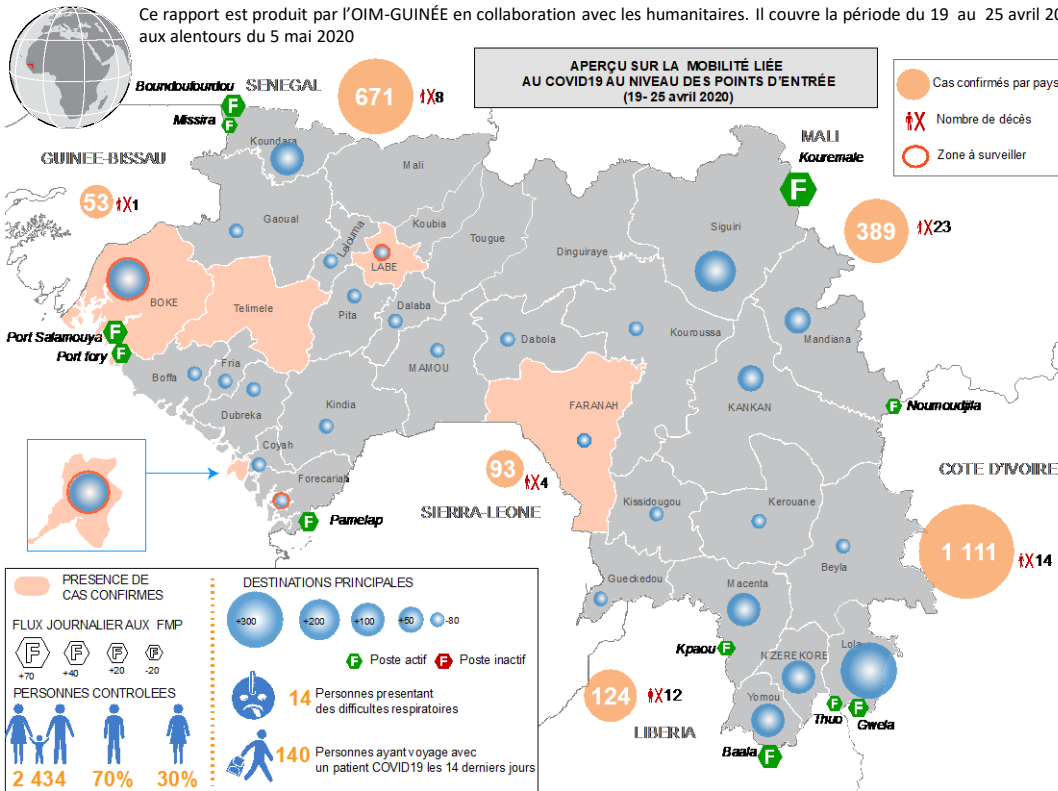 Ce rapport est produit par l'OIM-GUINÉE en collaboration avec les humanitaires. Il couvre la période du 19 au 25 avril 20
aux alentours du 5 mai 2020
APERÇU SUR LA MOBILITÉ LIÉE
AU COVID19 AU NIVEAU DES POINTS D'ENTRÉE
(19- 25 avril 2020)
Cas confirmés par pays
Nombre de décès
Zone à surveiller
Boundoufourdou
SENEGAL
671
8
Missira
GUINEE-BISSAU
53
1
MALI
Kouremale
389
23
Koundara
Mali
Gaoual
Koubia
Lelouma
LABE
Tougue
Dinguiraye
Siguiri
BOKE
Telimele
Pita
Dalaba
MAMOU
Dabola
Kouroussa
Mandiana
Port Safamouya
Port fory
Boffa
Fria
Dubreka
Kindia
FARANAH
KANKAN
Noumoudjila
Coyah
Forecariah
Pamelap
93
4
SIERRA-LEONE
COTE D'IVOIRE
1 111
14
Kissidougou
Kerouane
Beyla
Gueckedou
Macenta
Kpaou
N'ZEREKORE
Lola
Yomou
124
12
LIBERIA
Thuo
Gwela
Baala
PRESENCE DE
CAS CONFIRMES
FLUX JOURNALIER AUX FMP
F F F F
+70 +40 +20 -20
PERSONNES CONTROLEES
2 434 70% 30%
DESTINATIONS PRINCIPALES
+300 +200 +100 +50 -80
F Poste actif F Poste inactif
14 Personnes presentant
des difficultes respiratoires
140 Personnes ayant voyage avec
un patient COVID19 les 14 derniers jours